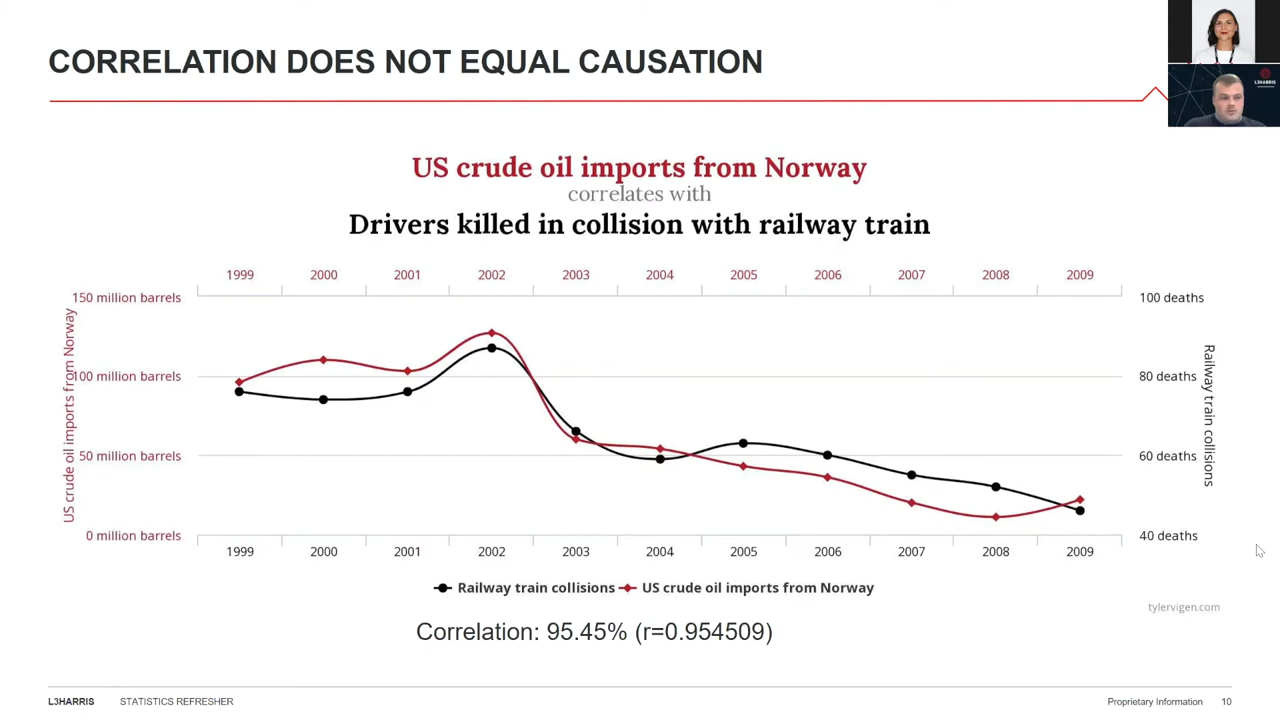 CORRELATION DOES NOT EQUAL CAUSATION
L3HARRIS
US crude oil imports from Norway
correlates with
Drivers killed in collision with railway train
1999 2000 2001 2002 2003 2004 2005 2006 2007 2008 2009
150 million barrels 100 deaths
100 million barrels 80 deaths
50 million barrels 60 deaths
0 million barrels 40 deaths
US crude oil imports from Norway
Railway train collisions
1999 2000 2001 2002 2003 2004 2005 2006 2007 2008 2009
Railway train collisions US crude oil imports from Norway
tylervigen.com
Correlation: 95.45% (r=0.954509)
L3HARRIS STATISTICS REFRESHER Proprietary Information 10